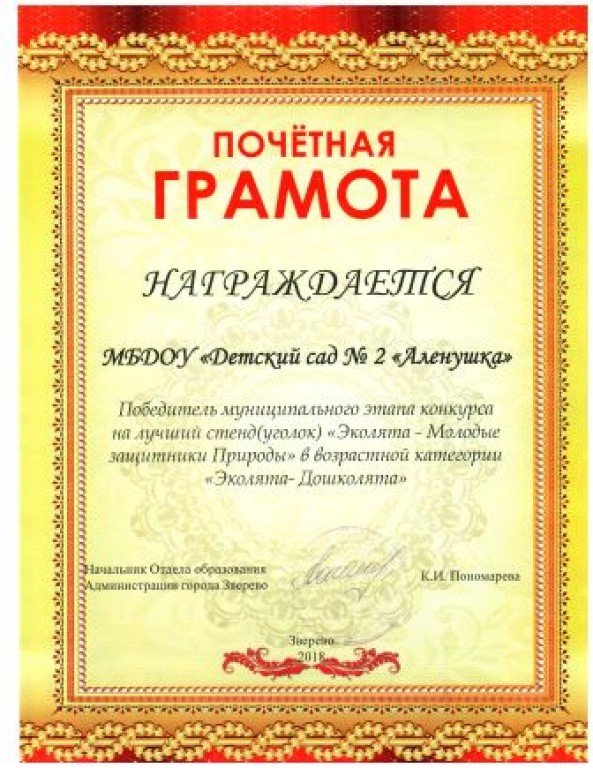 ПОЧЁТНАЯ
ГРАМОТА
НАГРАЖДАЕТСЯ
МБДОУ «Детский сад № 2 «Аленушка»
Победитель муниципального этапа конкурса
на лучший стенд(уголок) «Эколята - Молодые
защитники Природы» в возрастной категории
«Эколята- Дошколята»
Начальник Отдела образования
Администрации города Зверево
К.И. Пономарева
Зверево
2018